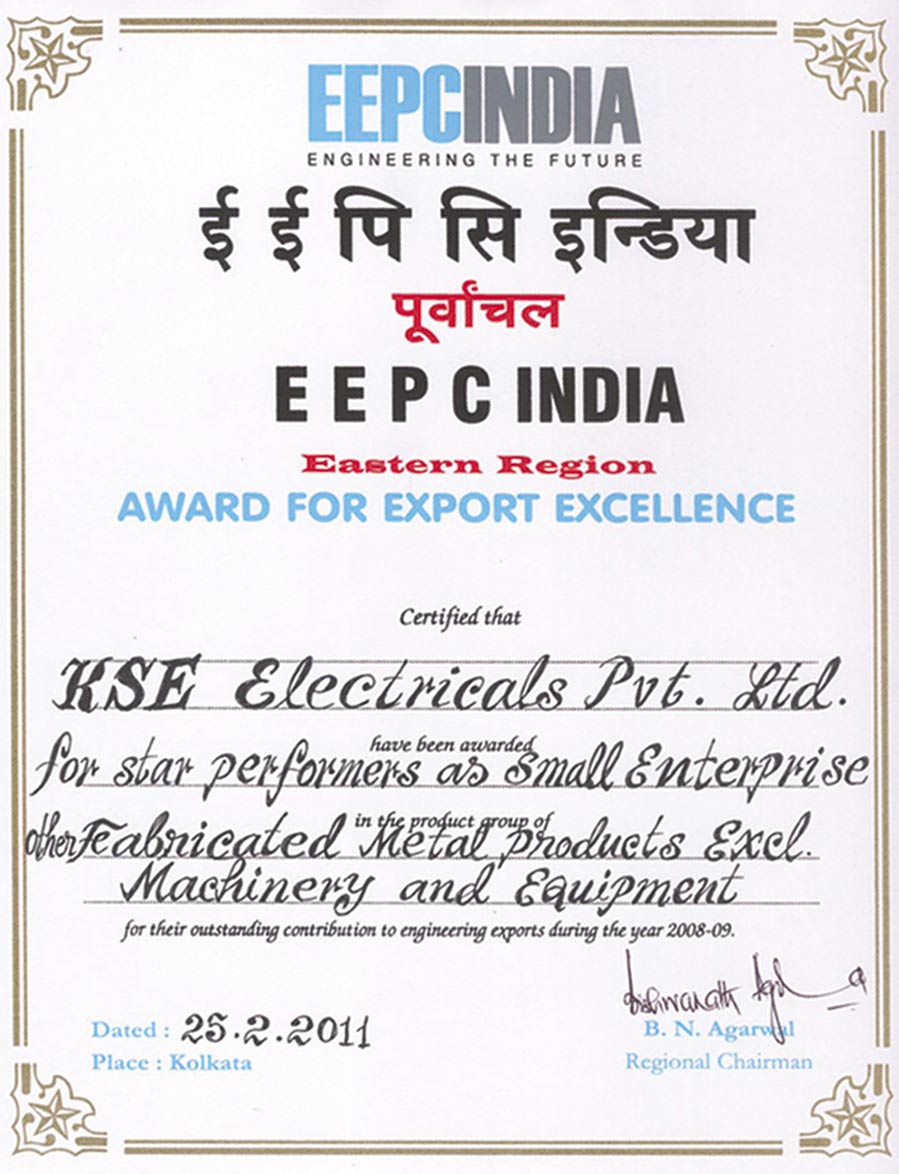 EEPCINDIA
ENGINEERING THE FUTURE
ई ई पि सि इन्डिया
पूर्वांचल
E E P C INDIA
Eastern Region
AWARD FOR EXPORT EXCELLENCE
Certified that
KSE Electricals Pvt. Ltd.
have been awarded
for star performers as Small Enterprise
in the product group of
other Fabricated Metal Products Excl.
Machinery and Equipment
for their outstanding contribution to engineering exports during the year 2008-09.
Dated : 25.2.2011
B. N. Agarwal
Place : Kolkata
Regional Chairman